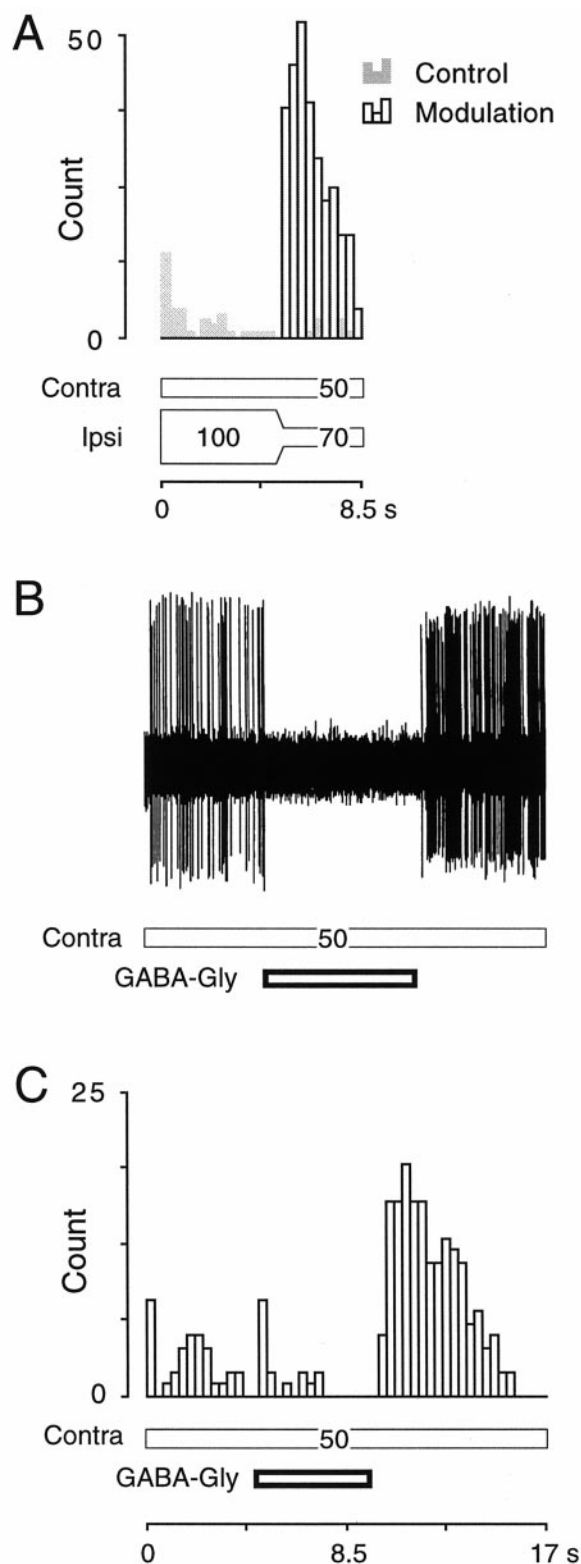 A
50
Control
Modulation
Count
0
Contra 50
Ipsi 100 70
0 8.5 s
B
Contra 50
GABA-Gly
C
25
Count
0
Contra 50
GABA-Gly
0 8.5 17 s